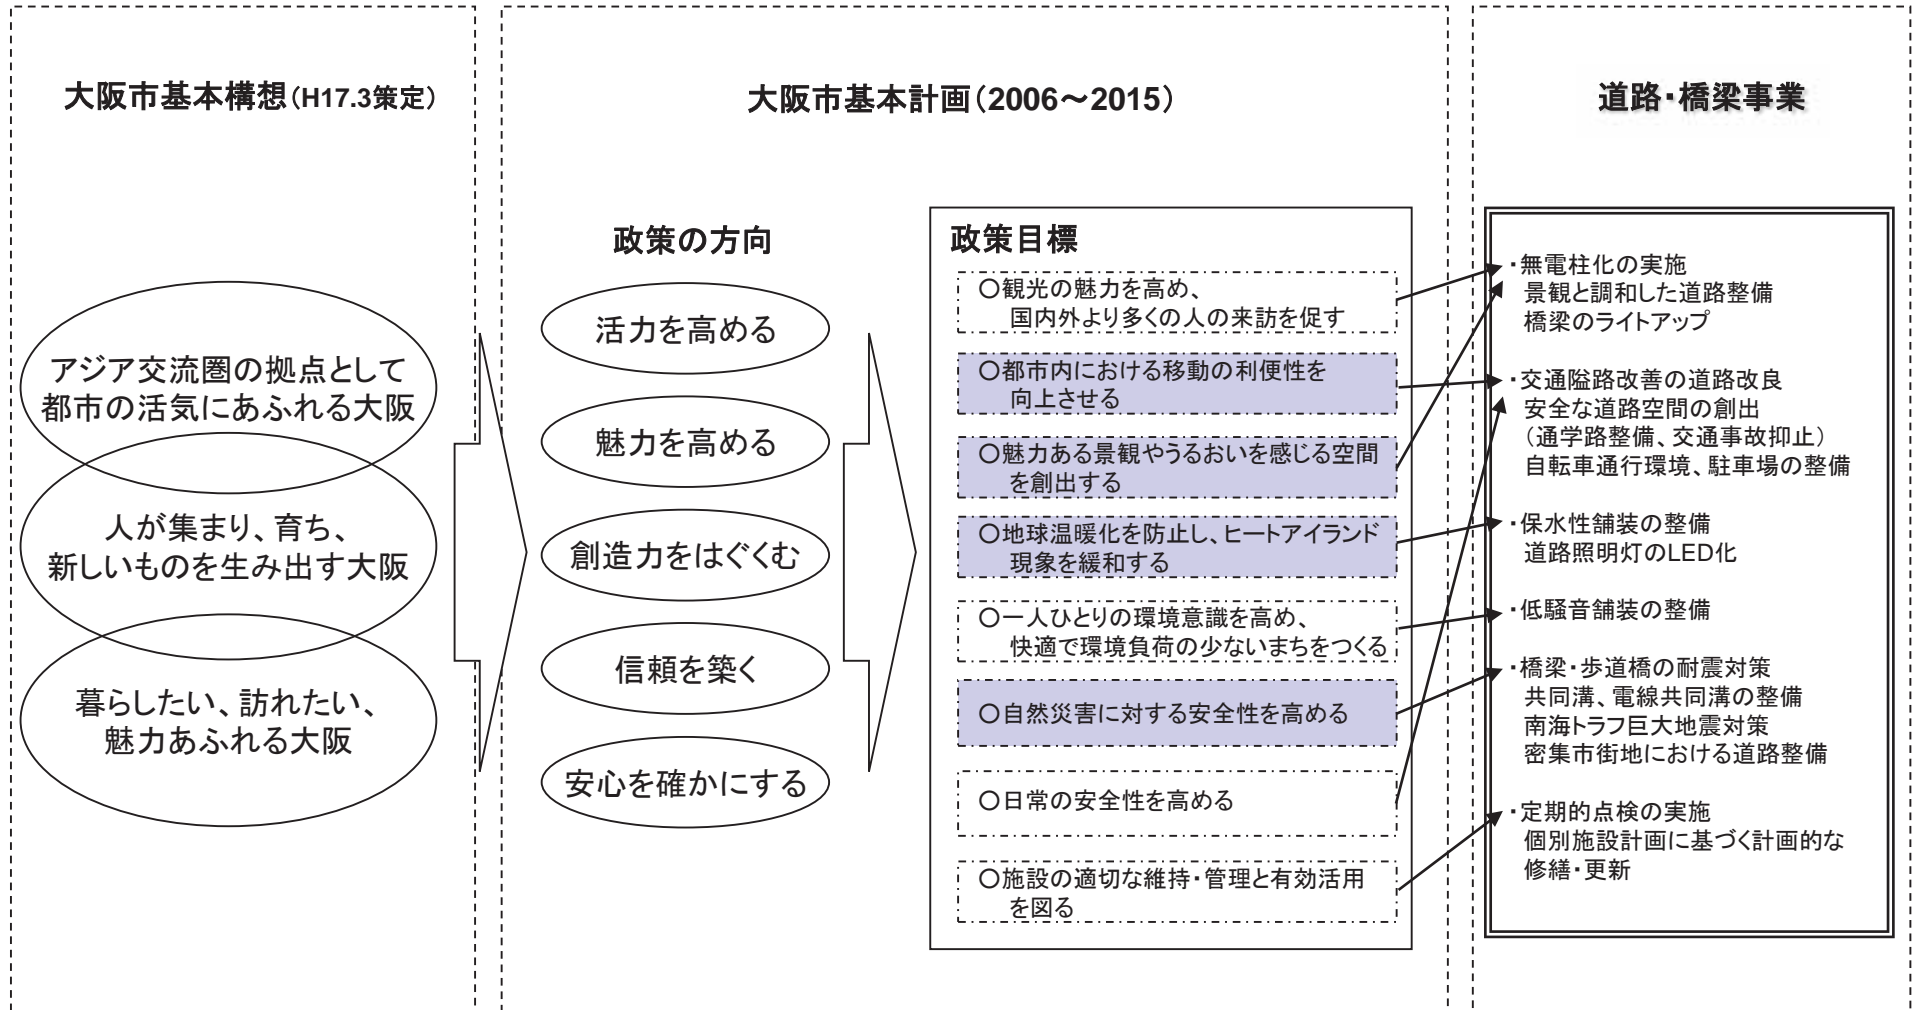 大阪市基本構想（H17.3策定）
アジア交流圏の拠点として
都市の活気にあふれる大阪
人が集まり、育ち、
新しいものを生み出す大阪
暮らしたい、訪れたい、
魅力あふれる大阪
大阪市基本計画（2006～2015）
政策の方向
活力を高める
魅力を高める
創造力をはぐくむ
信頼を築く
安心を確かにする
政策目標
○観光の魅力を高め、
国内外より多くの人の来訪を促す
○都市内における移動の利便性を
向上させる
○魅力ある景観やうるおいを感じる空間
を創出する
○地球温暖化を防止し、ヒートアイランド
現象を緩和する
○一人ひとりの環境意識を高め、
快適で環境負荷の少ないまちをつくる
○自然災害に対する安全性を高める
○日常の安全性を高める
○施設の適切な維持・管理と有効活用
を図る
道路・橋梁事業
・無電柱化の実施
景観と調和した道路整備
橋梁のライトアップ
・交通隘路改善の道路改良
安全な道路空間の創出
（通学路整備、交通事故抑止）
自転車通行環境、駐車場の整備
・保水性舗装の整備
道路照明灯のLED化
・低騒音舗装の整備
・橋梁・歩道橋の耐震対策
共同溝、電線共同溝の整備
南海トラフ巨大地震対策
密集市街地における道路整備
・定期的点検の実施
個別施設計画に基づく計画的な
修繕・更新